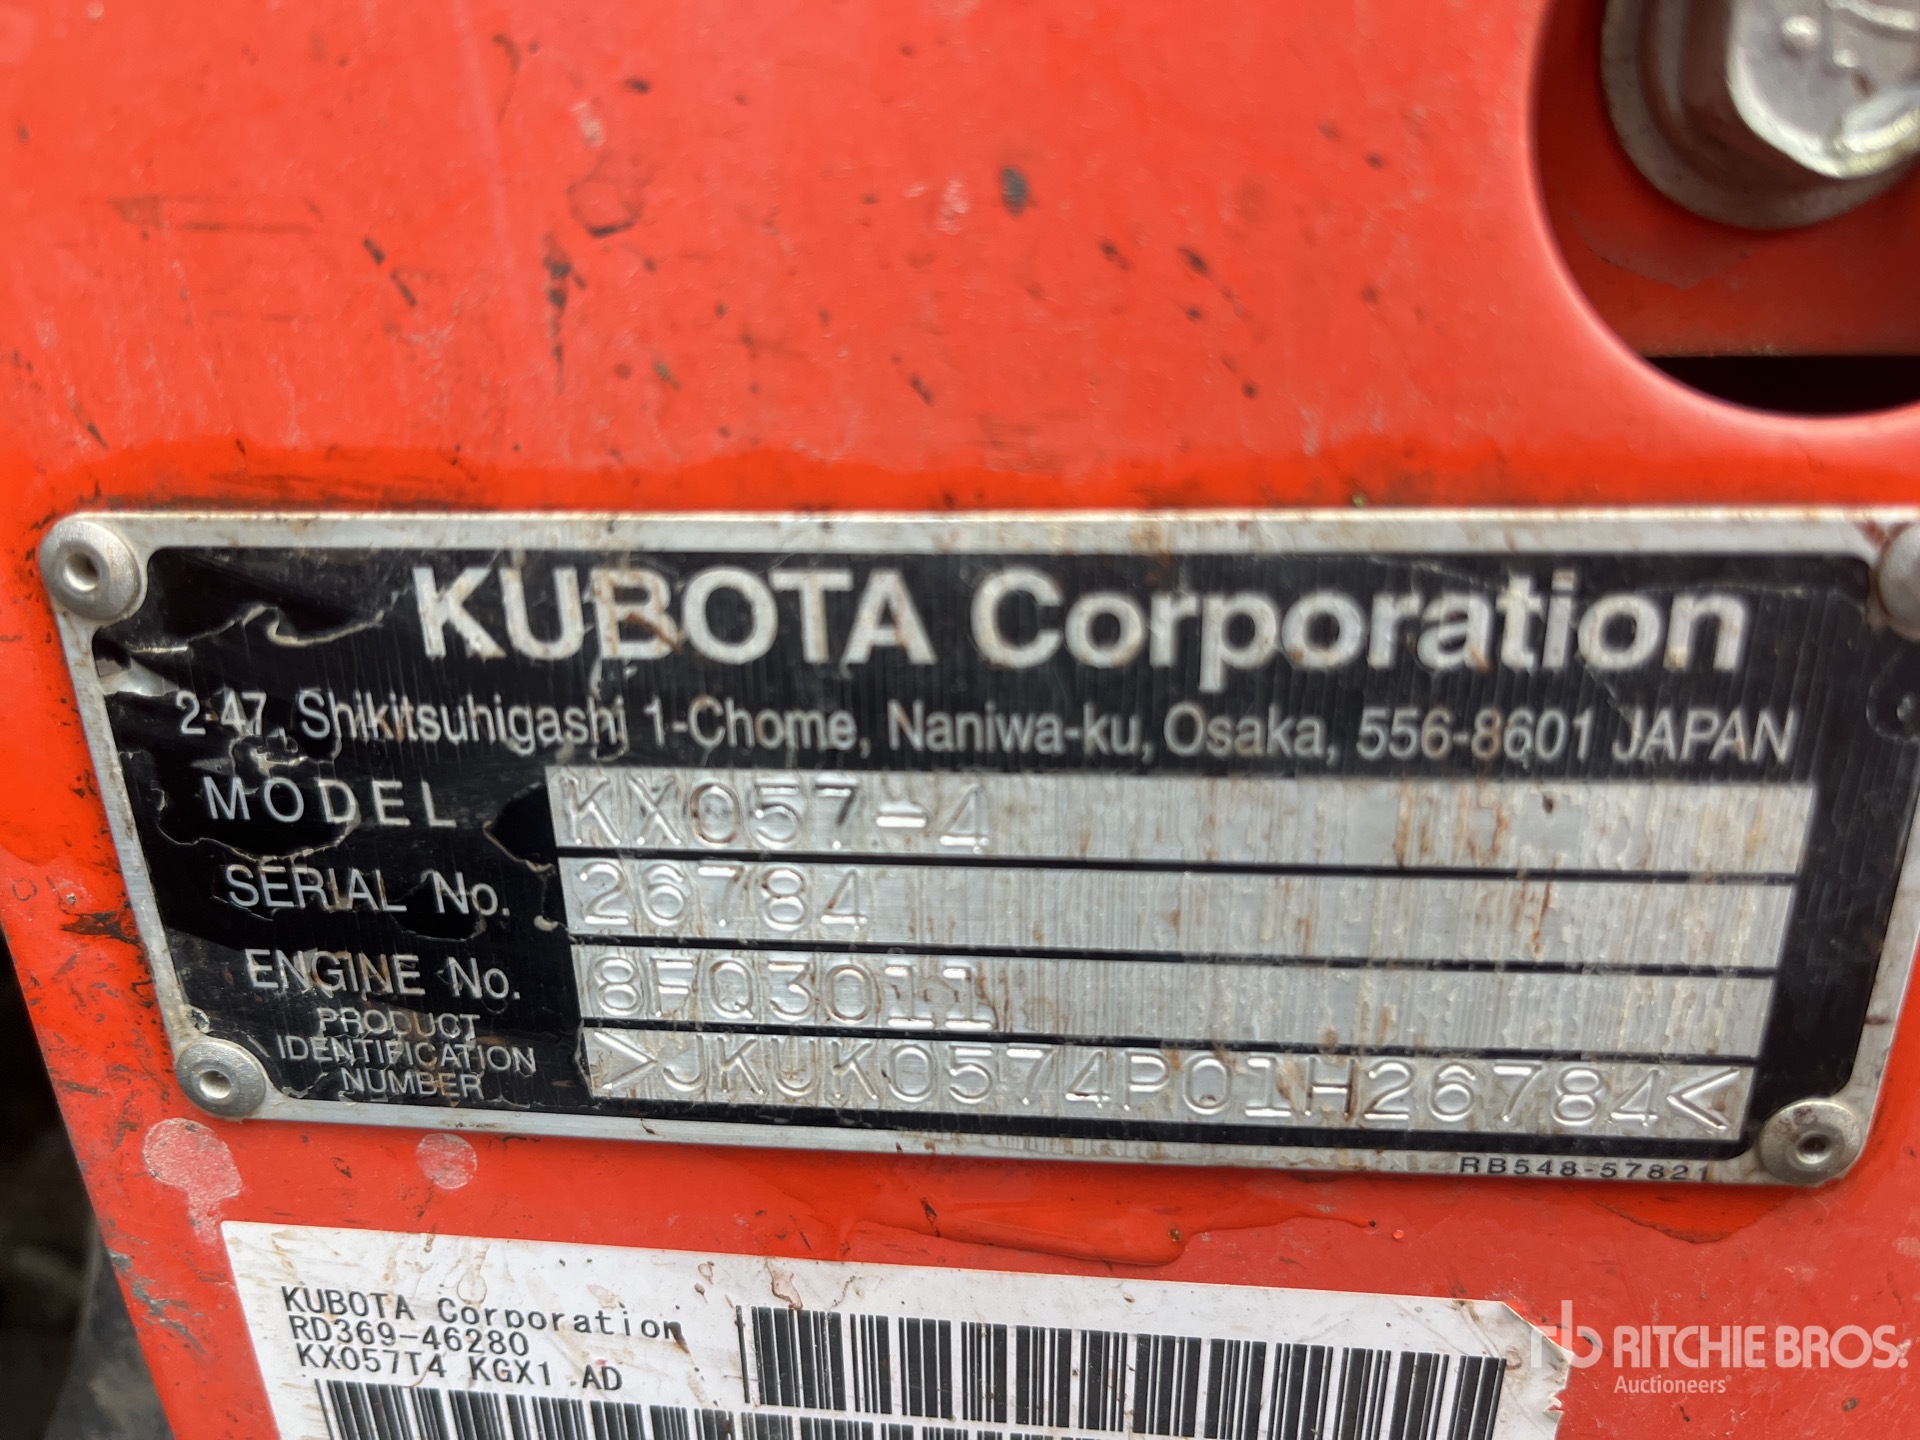 KUBOTA Corporation
2-47, Shikitsuhigashi 1-Chome, Naniwa-ku, Osaka, 556-8601 JAPAN
MODEL KX057-4
SERIAL No. 26784
ENGINE No. 8FQ3011
PRODUCT IDENTIFICATION NUMBER >JKUK0574P01H26784<
RB548-57821
KUBOTA Corporation
RD369-46280
KX057T4 KGX1 AD
rb RITCHIE BROS.
Auctioneers